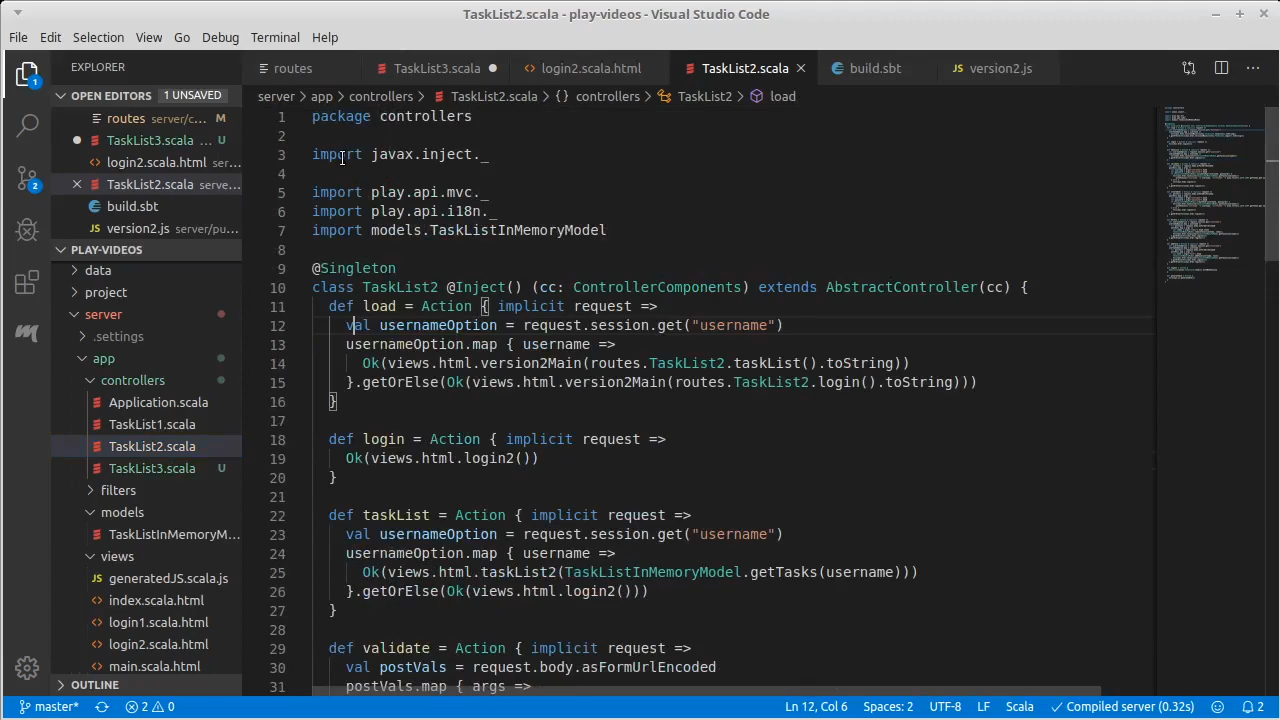 TaskList2.scala - play-videos - Visual Studio Code
File Edit Selection View Go Debug Terminal Help
EXPLORER
OPEN EDITORS 1 UNSAVED
routes server/c... M
TaskList3.scala U
login2.scala.html ser...
TaskList2.scala serve...
build.sbt
version2.js server/pu...
PLAY-VIDEOS
data
project
server
.settings
app
controllers
Application.scala
TaskList1.scala
TaskList2.scala
TaskList3.scala U
filters
models
TaskListInMemoryM...
views
generatedJS.scala.js
index.scala.html
login1.scala.html
login2.scala.html
main.scala.html
OUTLINE
1
2
routes TaskList3.scala login2.scala.html TaskList2.scala build.sbt version2.js
server app controllers TaskList2.scala {} controllers TaskList2 load
1 package controllers
2
3 import javax.inject._
4
5 import play.api.mvc._
6 import play.api.i18n._
7 import models.TaskListInMemoryModel
8
9 @Singleton
10 class TaskList2 @Inject() (cc: ControllerComponents) extends AbstractController(cc) {
11 def load = Action { implicit request =>
12 val usernameOption = request.session.get("username")
13 usernameOption.map { username =>
14 Ok(views.html.version2Main(routes.TaskList2.taskList().toString))
15 }.getOrElse(Ok(views.html.version2Main(routes.TaskList2.login().toString)))
16 }
17
18 def login = Action { implicit request =>
19 Ok(views.html.login2())
20 }
21
22 def taskList = Action { implicit request =>
23 val usernameOption = request.session.get("username")
24 usernameOption.map { username =>
25 Ok(views.html.taskList2(TaskListInMemoryModel.getTasks(username)))
26 }.getOrElse(Ok(views.html.login2()))
27 }
28
29 def validate = Action { implicit request =>
30 val postVals = request.body.asFormUrlEncoded
31 postVals.map { args =>
master* 2 0 Ln 12, Col 6 Spaces: 2 UTF-8 LF Scala Compiled server (0.32s) 2